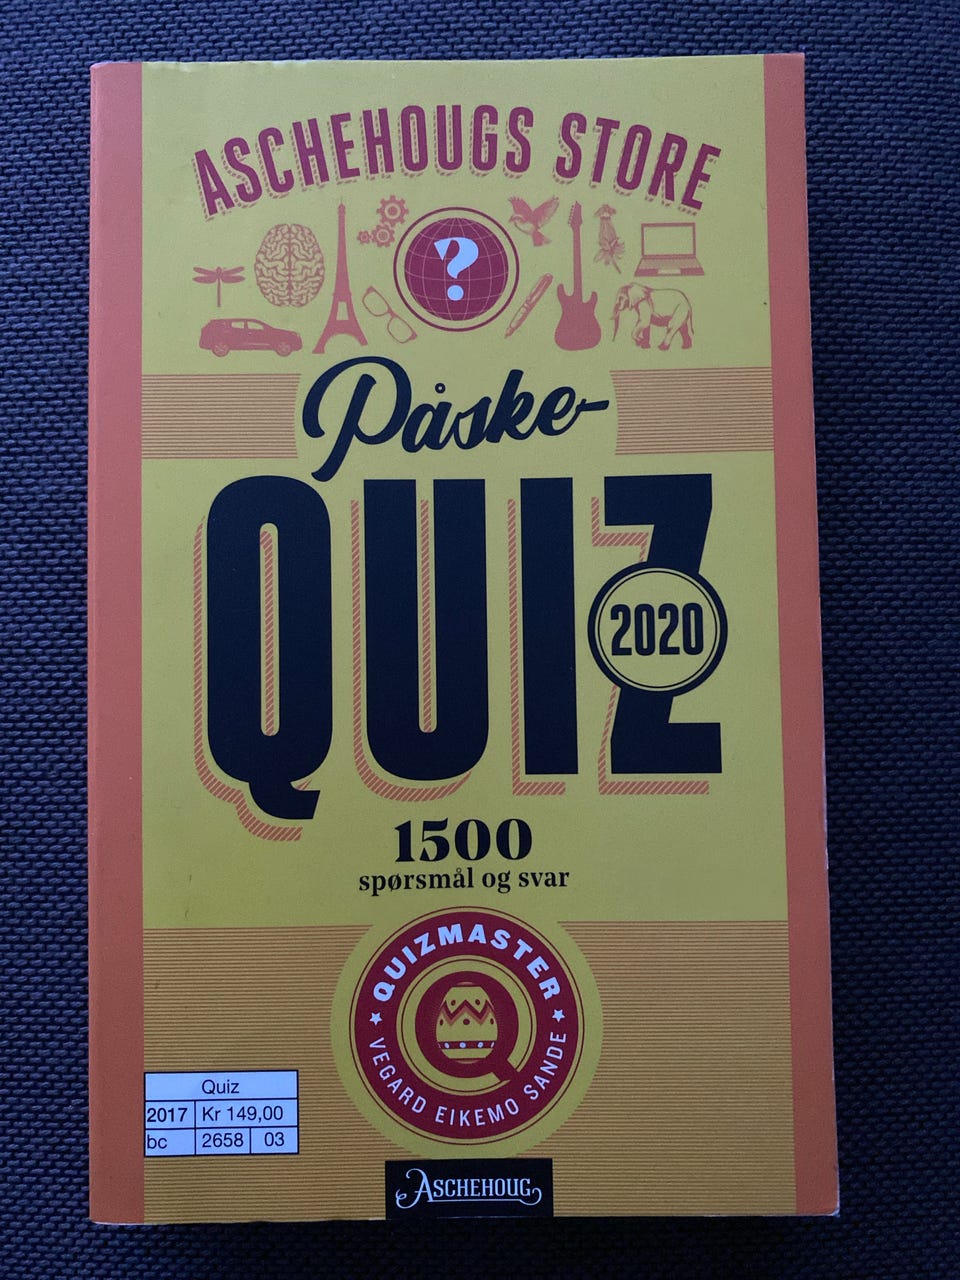 ASCHEHOUGS STORE
?
Påske-
QUIZ
2020
1500
spørsmål og svar
QUIZMASTER
Q
★ VEGARD EIKEMO SANDE ★
Quiz
2017 Kr 149,00
bc 2658 03
ASCHEHOUG